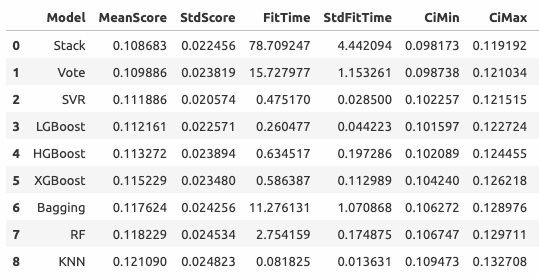 Model MeanScore StdScore FitTime StdFitTime CiMin CiMax
0 Stack 0.108683 0.022456 78.709247 4.442094 0.098173 0.119192
1 Vote 0.109886 0.023819 15.727977 1.153261 0.098738 0.121034
2 SVR 0.111886 0.020574 0.475170 0.028500 0.102257 0.121515
3 LGBoost 0.112161 0.022571 0.260477 0.044223 0.101597 0.122724
4 HGBoost 0.113272 0.023894 0.634517 0.197286 0.102089 0.124455
5 XGBoost 0.115229 0.023480 0.586387 0.112989 0.104240 0.126218
6 Bagging 0.117624 0.024256 11.276131 1.070868 0.106272 0.128976
7 RF 0.118229 0.024534 2.754159 0.174875 0.106747 0.129711
8 KNN 0.121090 0.024823 0.081825 0.013631 0.109473 0.132708